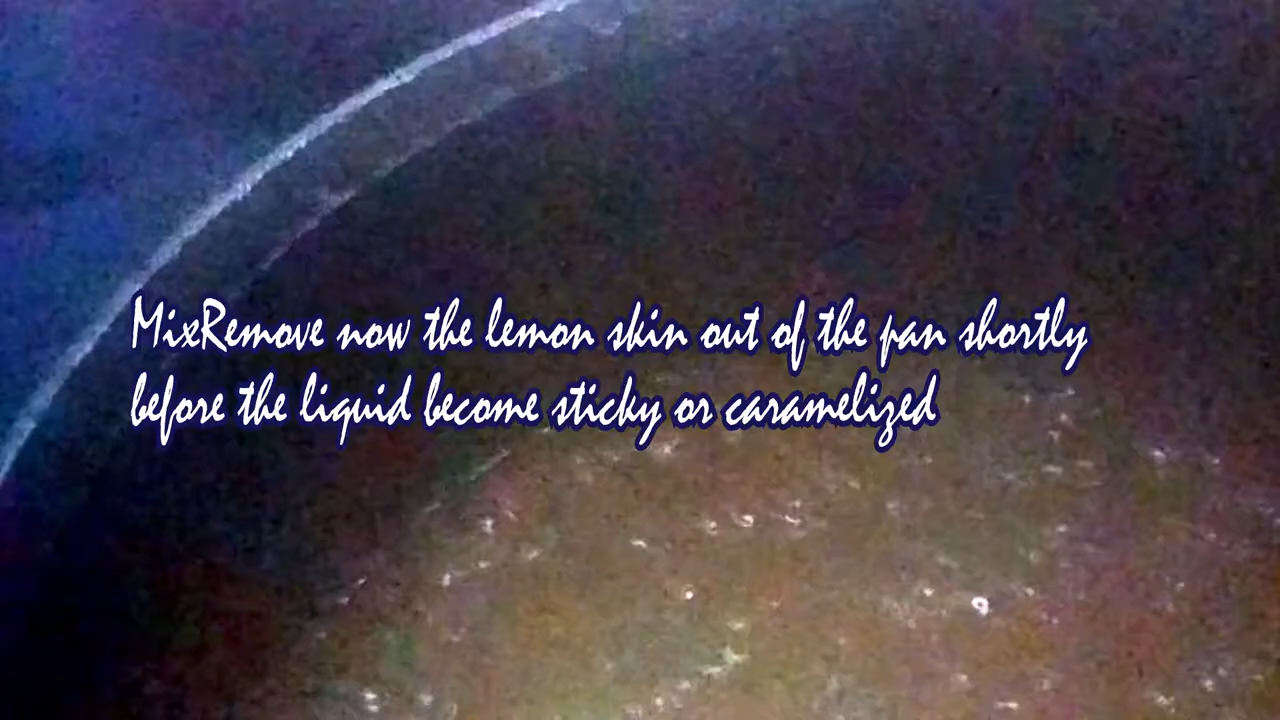 MixRemove now the lemon skin out of the pan shortly
before the liquid become sticky or caramelized